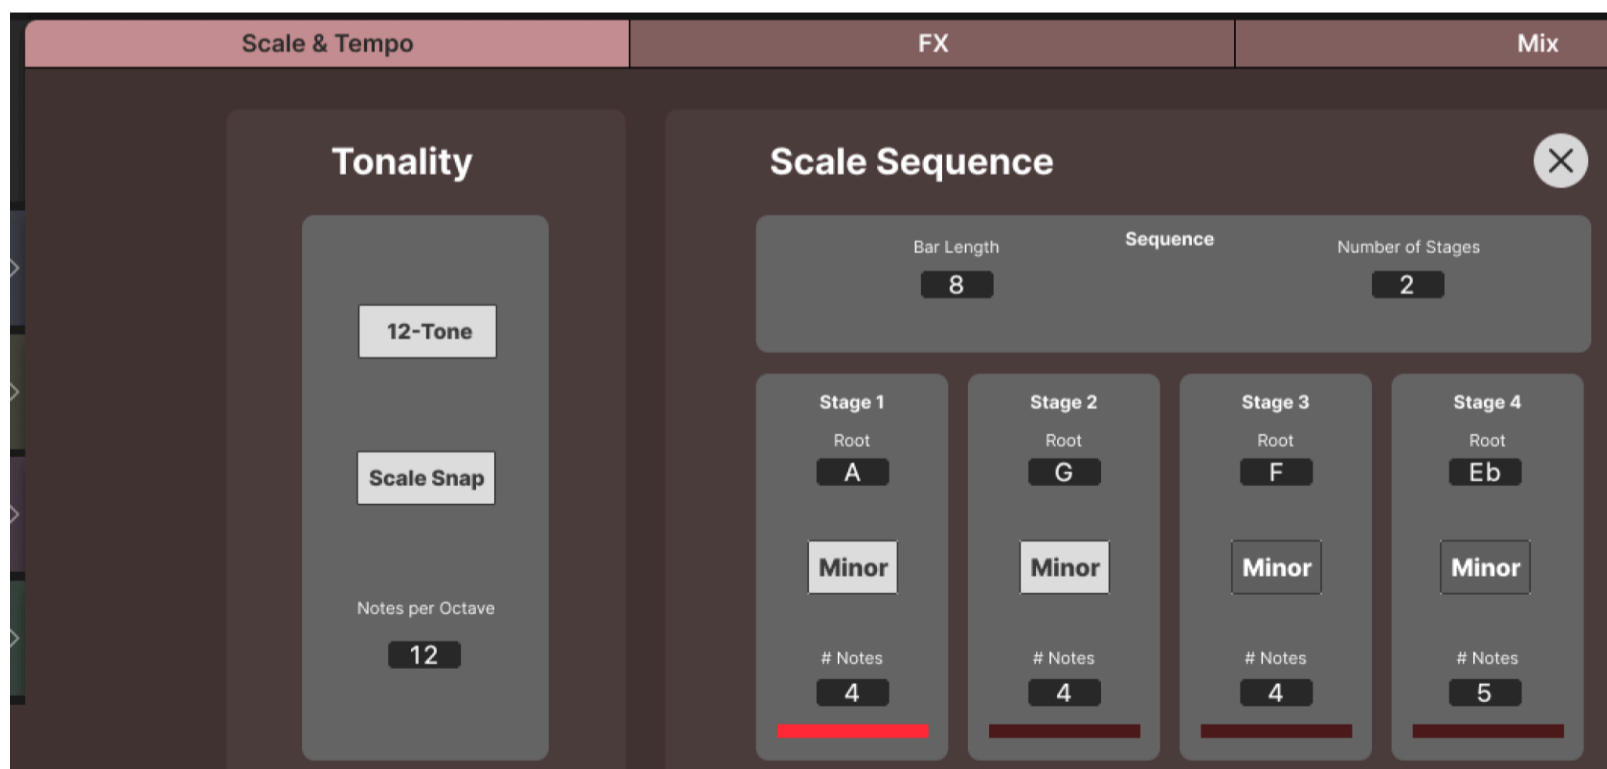 Scale & Tempo
FX
Mix
Tonality
12-Tone
Scale Snap
Notes per Octave
12
Scale Sequence
Sequence
Bar Length
8
Number of Stages
2
Stage 1
Root
A
Minor
# Notes
4
Stage 2
Root
G
Minor
# Notes
4
Stage 3
Root
F
Minor
# Notes
4
Stage 4
Root
Eb
Minor
# Notes
5